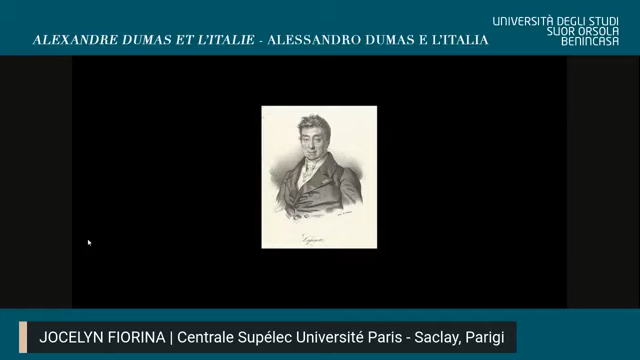 UNIVERSITÀ DEGLI STUDI
SUOR ORSOLA
BENINCASA
ALEXANDRE DUMAS ET L'ITALIE - ALESSANDRO DUMAS E L'ITALIA
JOCELYN FIORINA | Centrale Supélec Université Paris - Saclay, Parigi